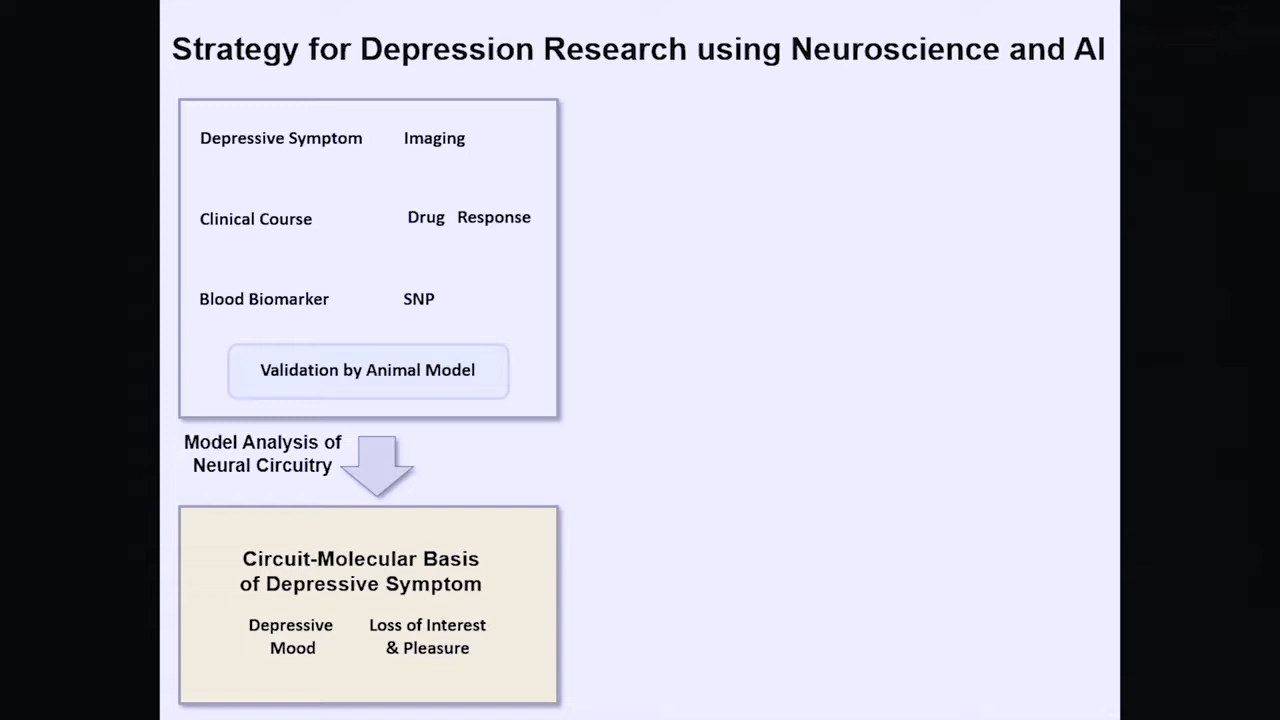 Strategy for Depression Research using Neuroscience and AI
Depressive Symptom Imaging
Clinical Course Drug Response
Blood Biomarker SNP
Validation by Animal Model
Model Analysis of
Neural Circuitry
Circuit-Molecular Basis
of Depressive Symptom
Depressive Loss of Interest
Mood & Pleasure